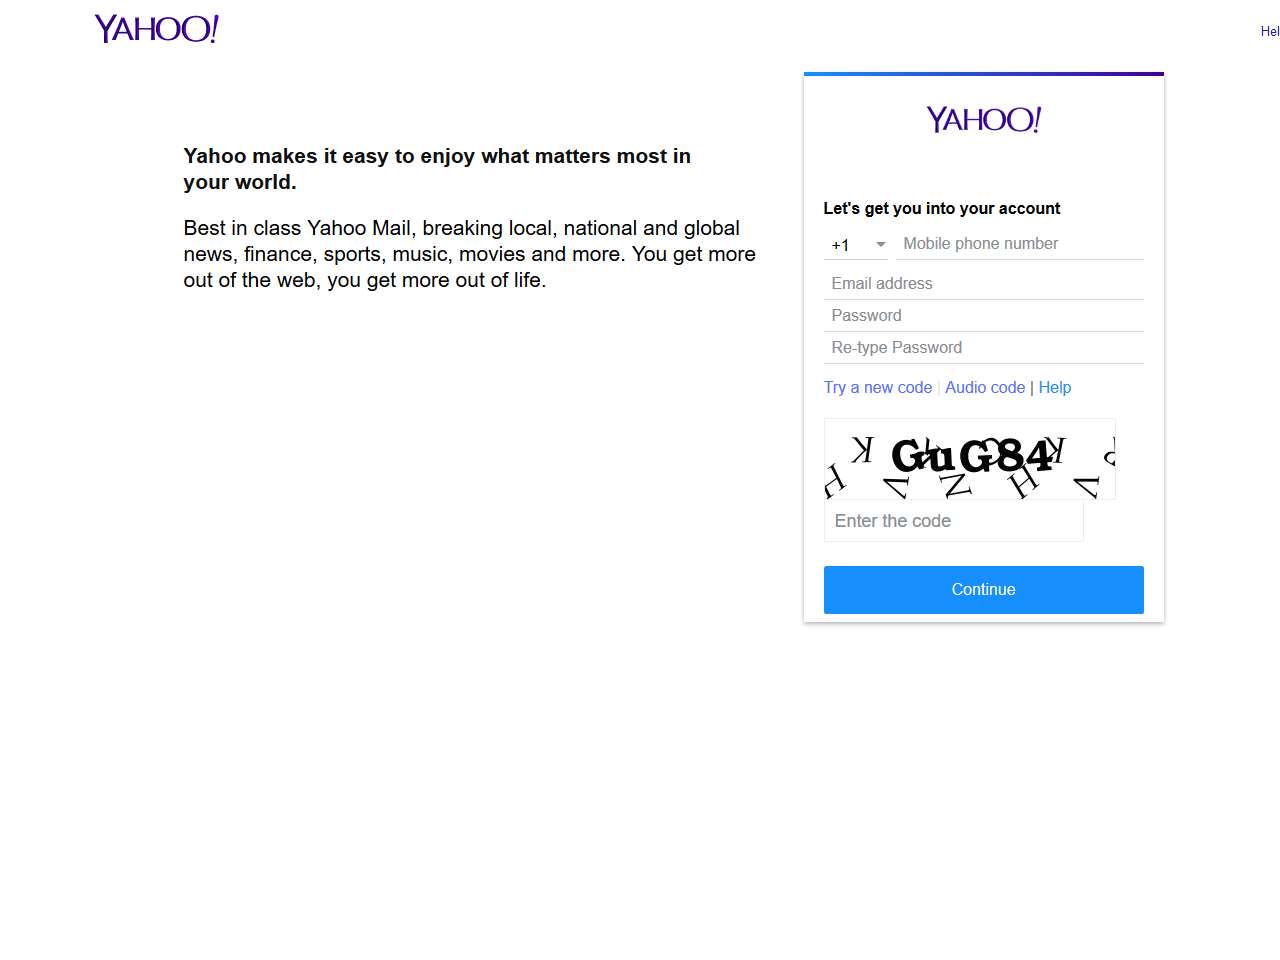 YAHOO!
Hel
YAHOO!
Yahoo makes it easy to enjoy what matters most in
your world.
Best in class Yahoo Mail, breaking local, national and global
news, finance, sports, music, movies and more. You get more
out of the web, you get more out of life.
Let's get you into your account
+1 Mobile phone number
Email address
Password
Re-type Password
Try a new code | Audio code | Help
GuG84
Enter the code
Continue